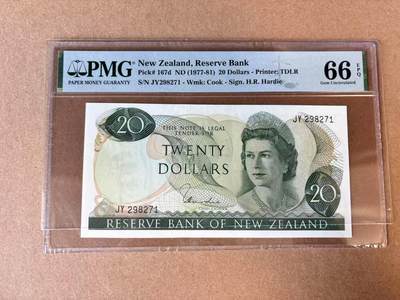 PMG
PAPER MONEY GUARANTY
New Zealand, Reserve Bank
Pick# 167d ND (1977-81) 20 Dollars - Printer: TDLR
S/N JY298271 - Wmk: Cook - Sign. H.R. Hardie
66 EPQ
Gem Uncirculated
20
JY 298271
THIS NOTE IS LEGAL
TENDER FOR
TWENTY
DOLLARS
JY 298271
20
RESERVE BANK OF NEW ZEALAND